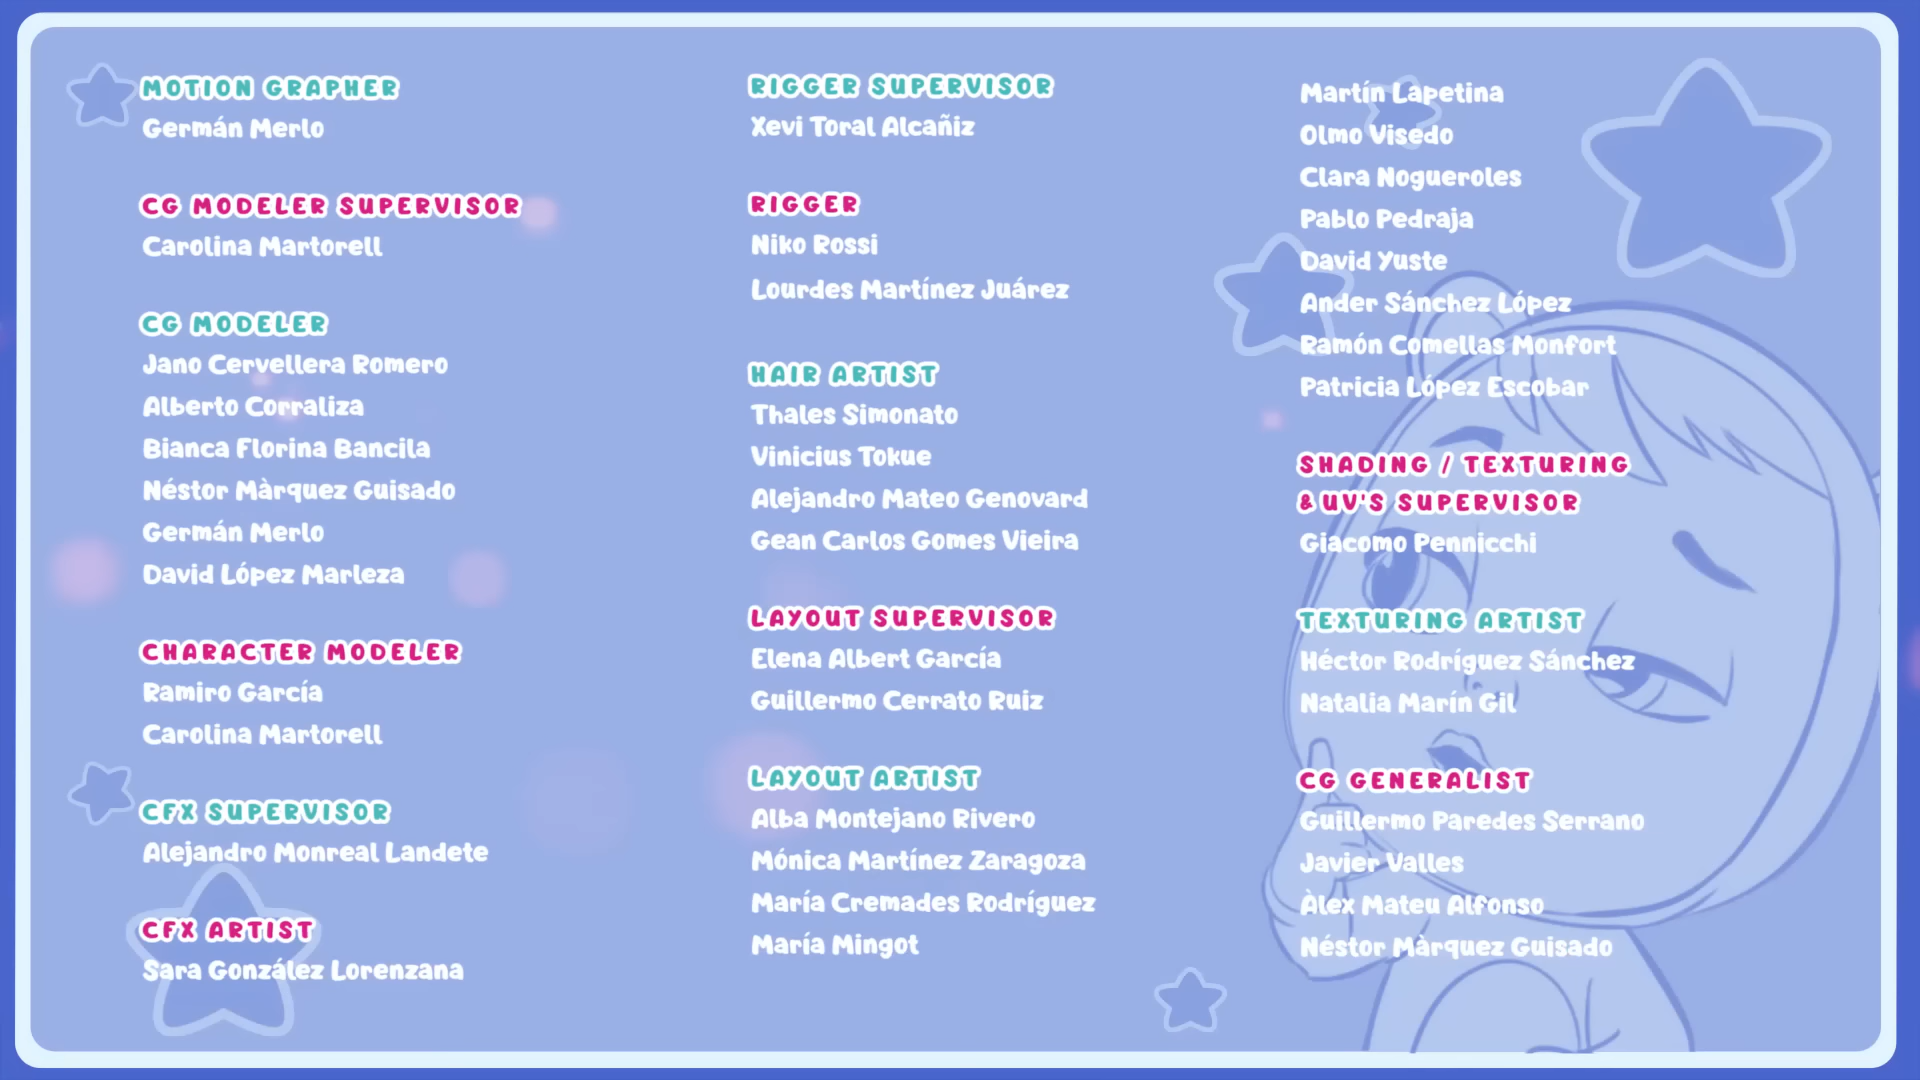 MOTION GRAPHER
Germán Merlo
CG MODELER SUPERVISOR
Carolina Martorell
CG MODELER
Jano Cervellera Romero
Alberto Corraliza
Bianca Florina Bancila
Néstor Màrquez Guisado
Germán Merlo
David López Marleza
CHARACTER MODELER
Ramiro García
Carolina Martorell
CFX SUPERVISOR
Alejandro Monreal Landete
CFX ARTIST
Sara González Lorenzana
RIGGER SUPERVISOR
Xevi Toral Alcañiz
RIGGER
Niko Rossi
Lourdes Martínez Juárez
HAIR ARTIST
Thales Simonato
Vinicius Tokue
Alejandro Mateo Genovard
Gean Carlos Gomes Vieira
LAYOUT SUPERVISOR
Elena Albert García
Guillermo Cerrato Ruiz
LAYOUT ARTIST
Alba Montejano Rivero
Mónica Martínez Zaragoza
María Cremades Rodríguez
María Mingot
Martín Lapetina
Olmo Visedo
Clara Nogueroles
Pablo Pedraja
David Yuste
Ander Sánchez López
Ramón Comellas Monfort
Patricia López Escobar
SHADING / TEXTURING
& UV'S SUPERVISOR
Giacomo Pennicchi
TEXTURING ARTIST
Héctor Rodríguez Sánchez
Natalia Marín Gil
CG GENERALIST
Guillermo Paredes Serrano
Javier Valles
Àlex Mateu Alfonso
Néstor Màrquez Guisado